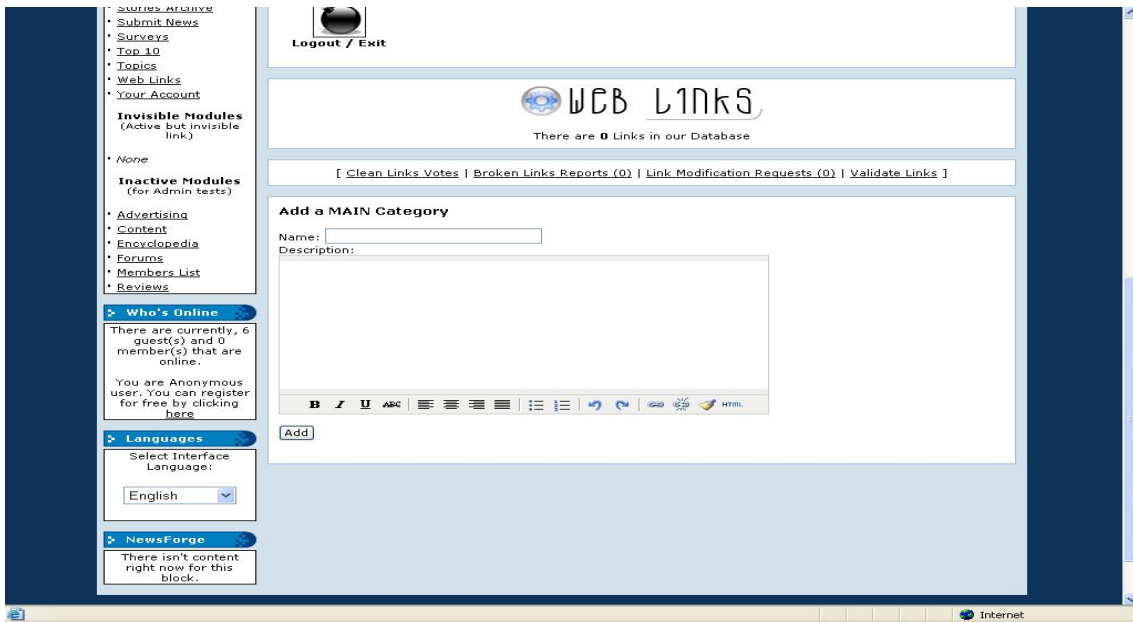 Stories Archive
Submit News
Surveys
Top 10
Topics
Web Links
Your Account
Invisible Modules
(Active but invisible
link)
None
Inactive Modules
(for Admin tests)
Advertising
Content
Encyclopedia
Forums
Members List
Reviews
Who's Online
There are currently, 6
guest(s) and 0
member(s) that are
online.
You are Anonymous
user. You can register
for free by clicking
here
Languages
Select Interface
Language:
English
NewsForge
There isn't content
right now for this
block.
Logout / Exit
WEB LINKS
There are 0 Links in our Database
[ Clean Links Votes | Broken Links Reports (0) | Link Modification Requests (0) | Validate Links ]
Add a MAIN Category
Name:
Description:
B I U ABC HTML
Add
Internet